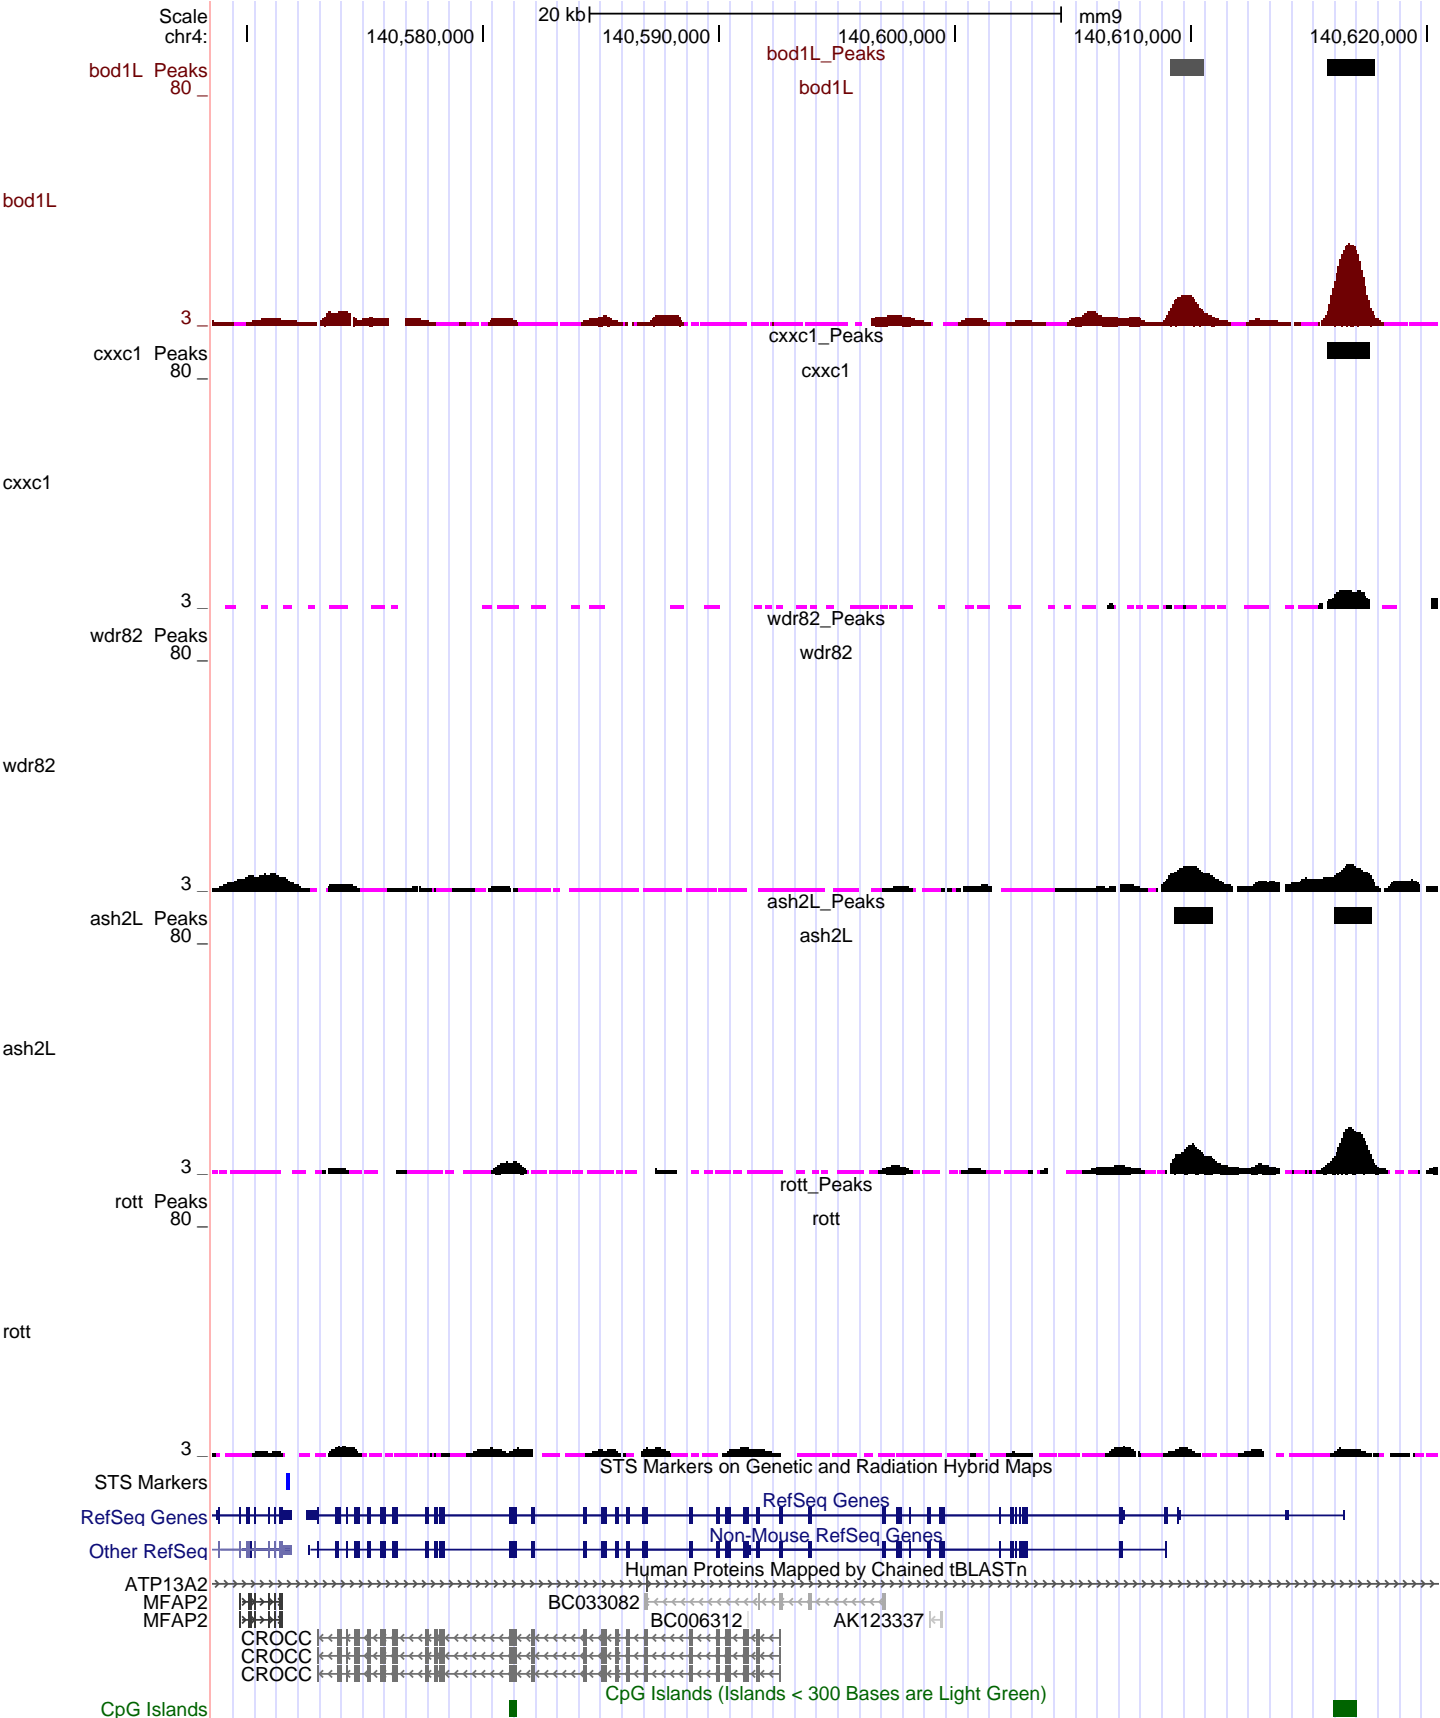 Scale 20 kb mm9
chr4: 140,580,000 140,590,000 140,600,000 140,610,000 140,620,000
bod1L_Peaks
bod1L Peaks
80 _ bod1L
bod1L
3 _
cxxc1_Peaks
cxxc1 Peaks
80 _ cxxc1
cxxc1
3 _
wdr82_Peaks
wdr82 Peaks
80 _ wdr82
wdr82
3 _
ash2L_Peaks
ash2L Peaks
80 _ ash2L
ash2L
3 _
rott_Peaks
rott Peaks
80 _ rott
rott
3 _
STS Markers on Genetic and Radiation Hybrid Maps
STS Markers
RefSeq Genes
RefSeq Genes
Non-Mouse RefSeq Genes
Other RefSeq
Human Proteins Mapped by Chained tBLASTn
ATP13A2
MFAP2 BC033082
MFAP2 BC006312 AK123337
CROCC
CROCC
CROCC
CpG Islands (Islands < 300 Bases are Light Green)
CpG Islands